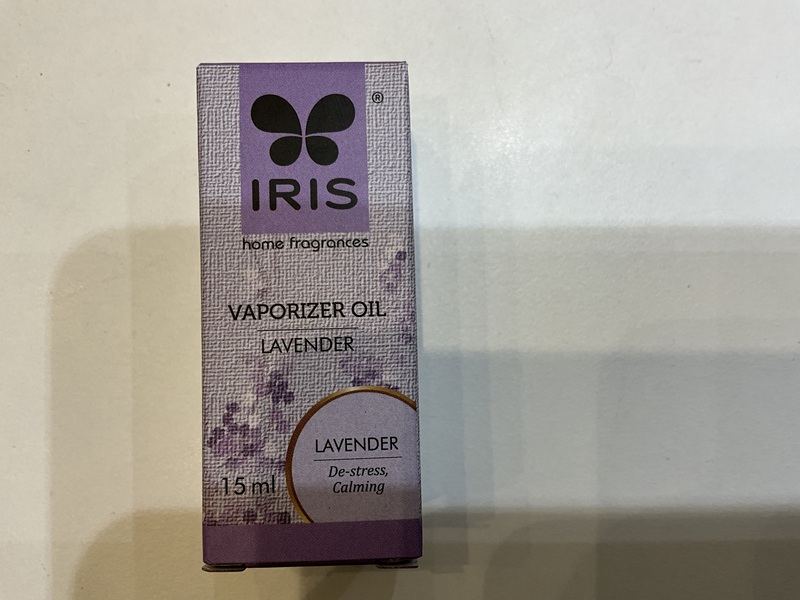 ®
IRIS
home fragrances
VAPORIZER OIL
LAVENDER
LAVENDER
De-stress,
Calming
15 ml